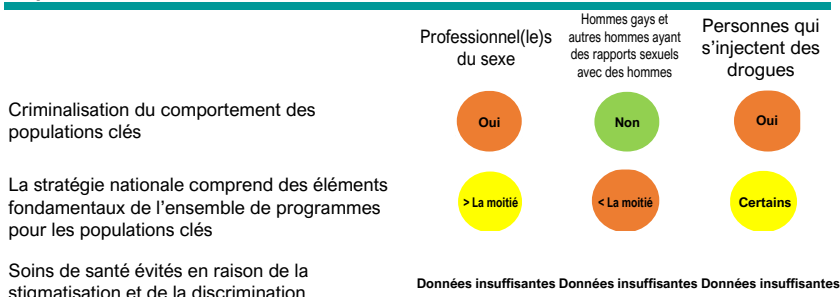 Professionnel(le)s
du sexe
Hommes gays et
autres hommes ayant
des rapports sexuels
avec des hommes
Personnes qui
s'injectent des
drogues
Criminalisation du comportement des
populations clés
Oui
Non
Oui
La stratégie nationale comprend des éléments
fondamentaux de l'ensemble de programmes
pour les populations clés
> La moitié
< La moitié
Certains
Soins de santé évités en raison de la
stigmatisation et de la discrimination
Données insuffisantes Données insuffisantes Données insuffisantes